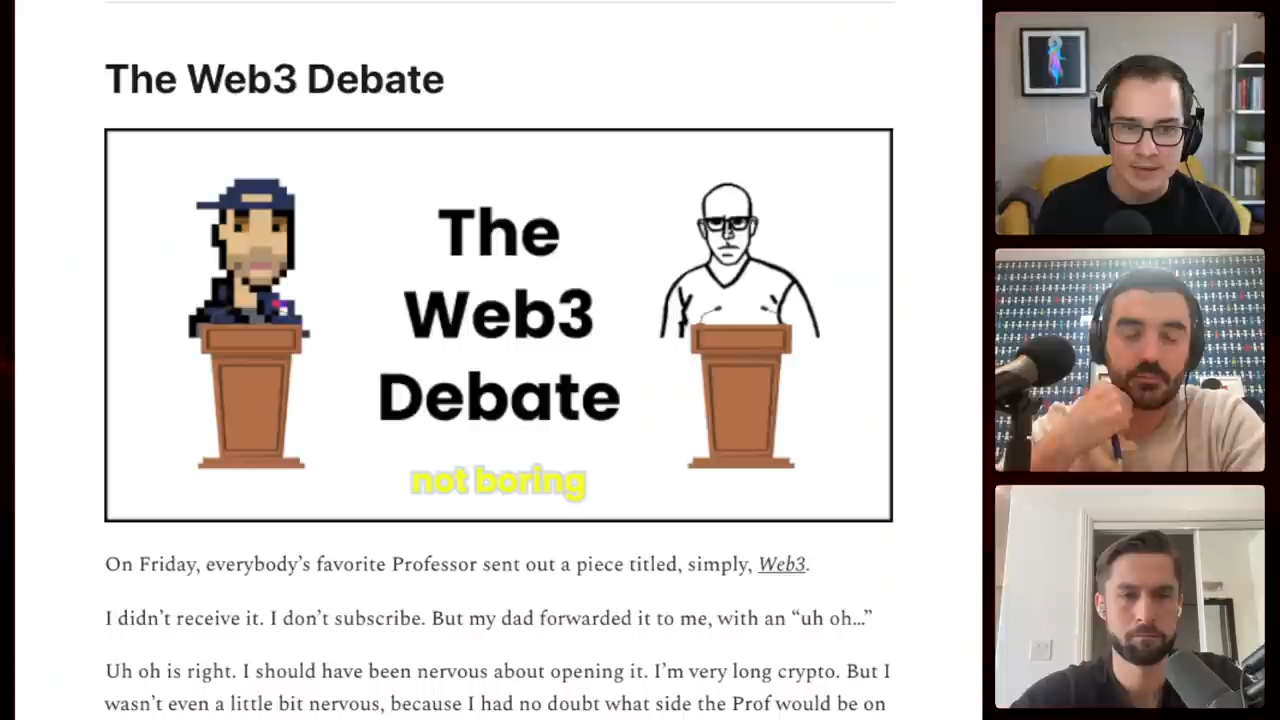 The Web3 Debate
The
Web3
Debate
not boring
On Friday, everybody’s favorite Professor sent out a piece titled, simply, Web3.
I didn’t receive it. I don’t subscribe. But my dad forwarded it to me, with an “uh oh…”
Uh oh is right. I should have been nervous about opening it. I’m very long crypto. But I
wasn’t even a little bit nervous, because I had no doubt what side the Prof would be on